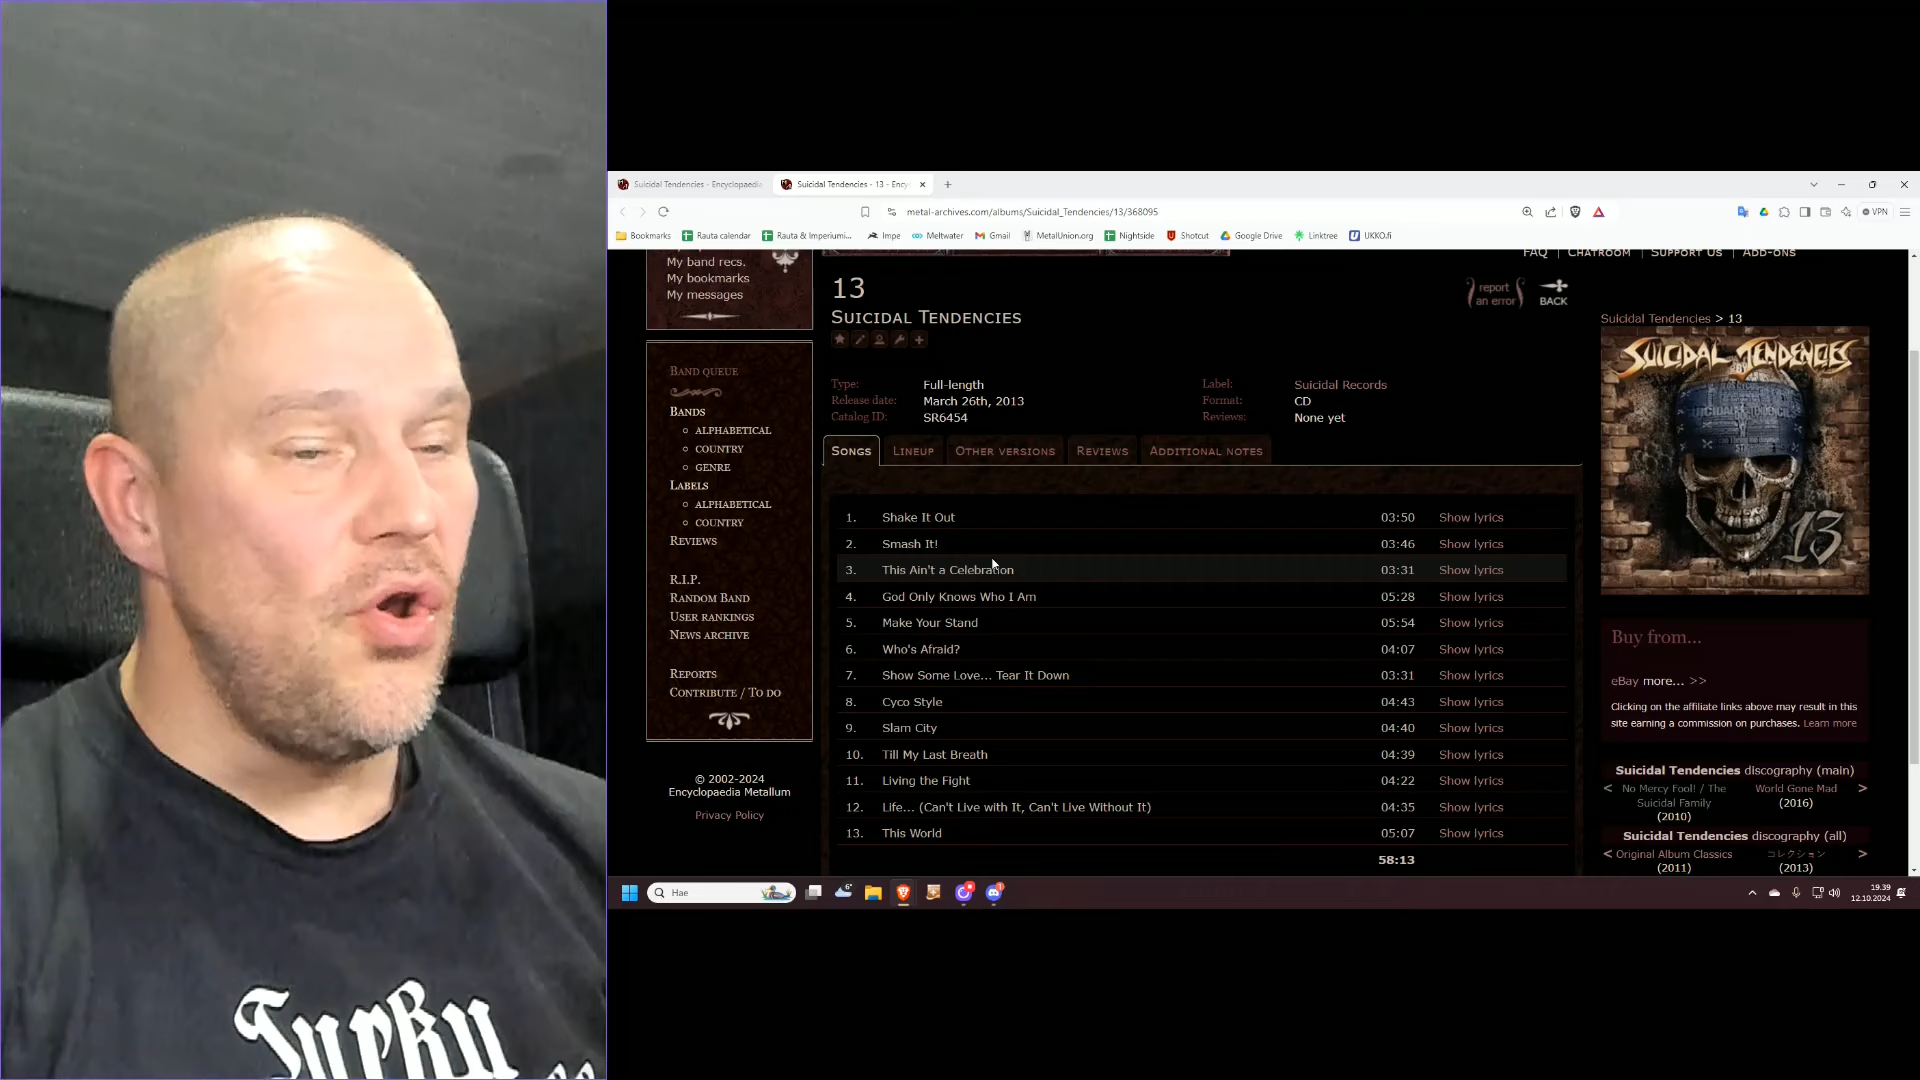 Suicidal Tendencies - Encyclopaedi
Suicidal Tendencies - 13 - Ency
metal-archives.com/albums/Suicidal_Tendencies/13/368095
VPN
Bookmarks
Rauta calendar
Rauta & Imperiumi...
Impe
Meltwater
Gmail
MetalUnion.org
Nightside
Shotcut
Google Drive
Linktree
UKKO.fi
FAQ | Chatroom | Support Us | Add-ons
My band recs.
My bookmarks
My messages
13
Suicidal Tendencies
report
an error
BACK
Suicidal Tendencies > 13
Type: Full-length
Release date: March 26th, 2013
Catalog ID: SR6454
Label: Suicidal Records
Format: CD
Reviews: None yet
Songs
Lineup
Other versions
Reviews
Additional notes
1. Shake It Out 03:50 Show lyrics
2. Smash It! 03:46 Show lyrics
3. This Ain't a Celebration 03:31 Show lyrics
4. God Only Knows Who I Am 05:28 Show lyrics
5. Make Your Stand 05:54 Show lyrics
6. Who's Afraid? 04:07 Show lyrics
7. Show Some Love... Tear It Down 03:31 Show lyrics
8. Cyco Style 04:43 Show lyrics
9. Slam City 04:40 Show lyrics
10. Till My Last Breath 04:39 Show lyrics
11. Living the Fight 04:22 Show lyrics
12. Life... (Can't Live with It, Can't Live Without It) 04:35 Show lyrics
13. This World 05:07 Show lyrics
58:13
Band queue
Bands
Alphabetical
Country
Genre
Labels
Alphabetical
Country
Reviews
R.I.P.
Random Band
User rankings
News archive
Reports
Contribute / To do
© 2002-2024
Encyclopaedia Metallum
Privacy Policy
SUICIDAL TENDENCIES
SUICIDAL
13
Buy from...
eBay more... >>
Clicking on the affiliate links above may result in this
site earning a commission on purchases. Learn more
Suicidal Tendencies discography (main)
< No Mercy Fool! / The World Gone Mad >
Suicidal Family (2016)
(2010)
Suicidal Tendencies discography (all)
< Original Album Classics コレクション >
(2011) (2013)
Hae
6°
19.39
12.10.2024
Turku